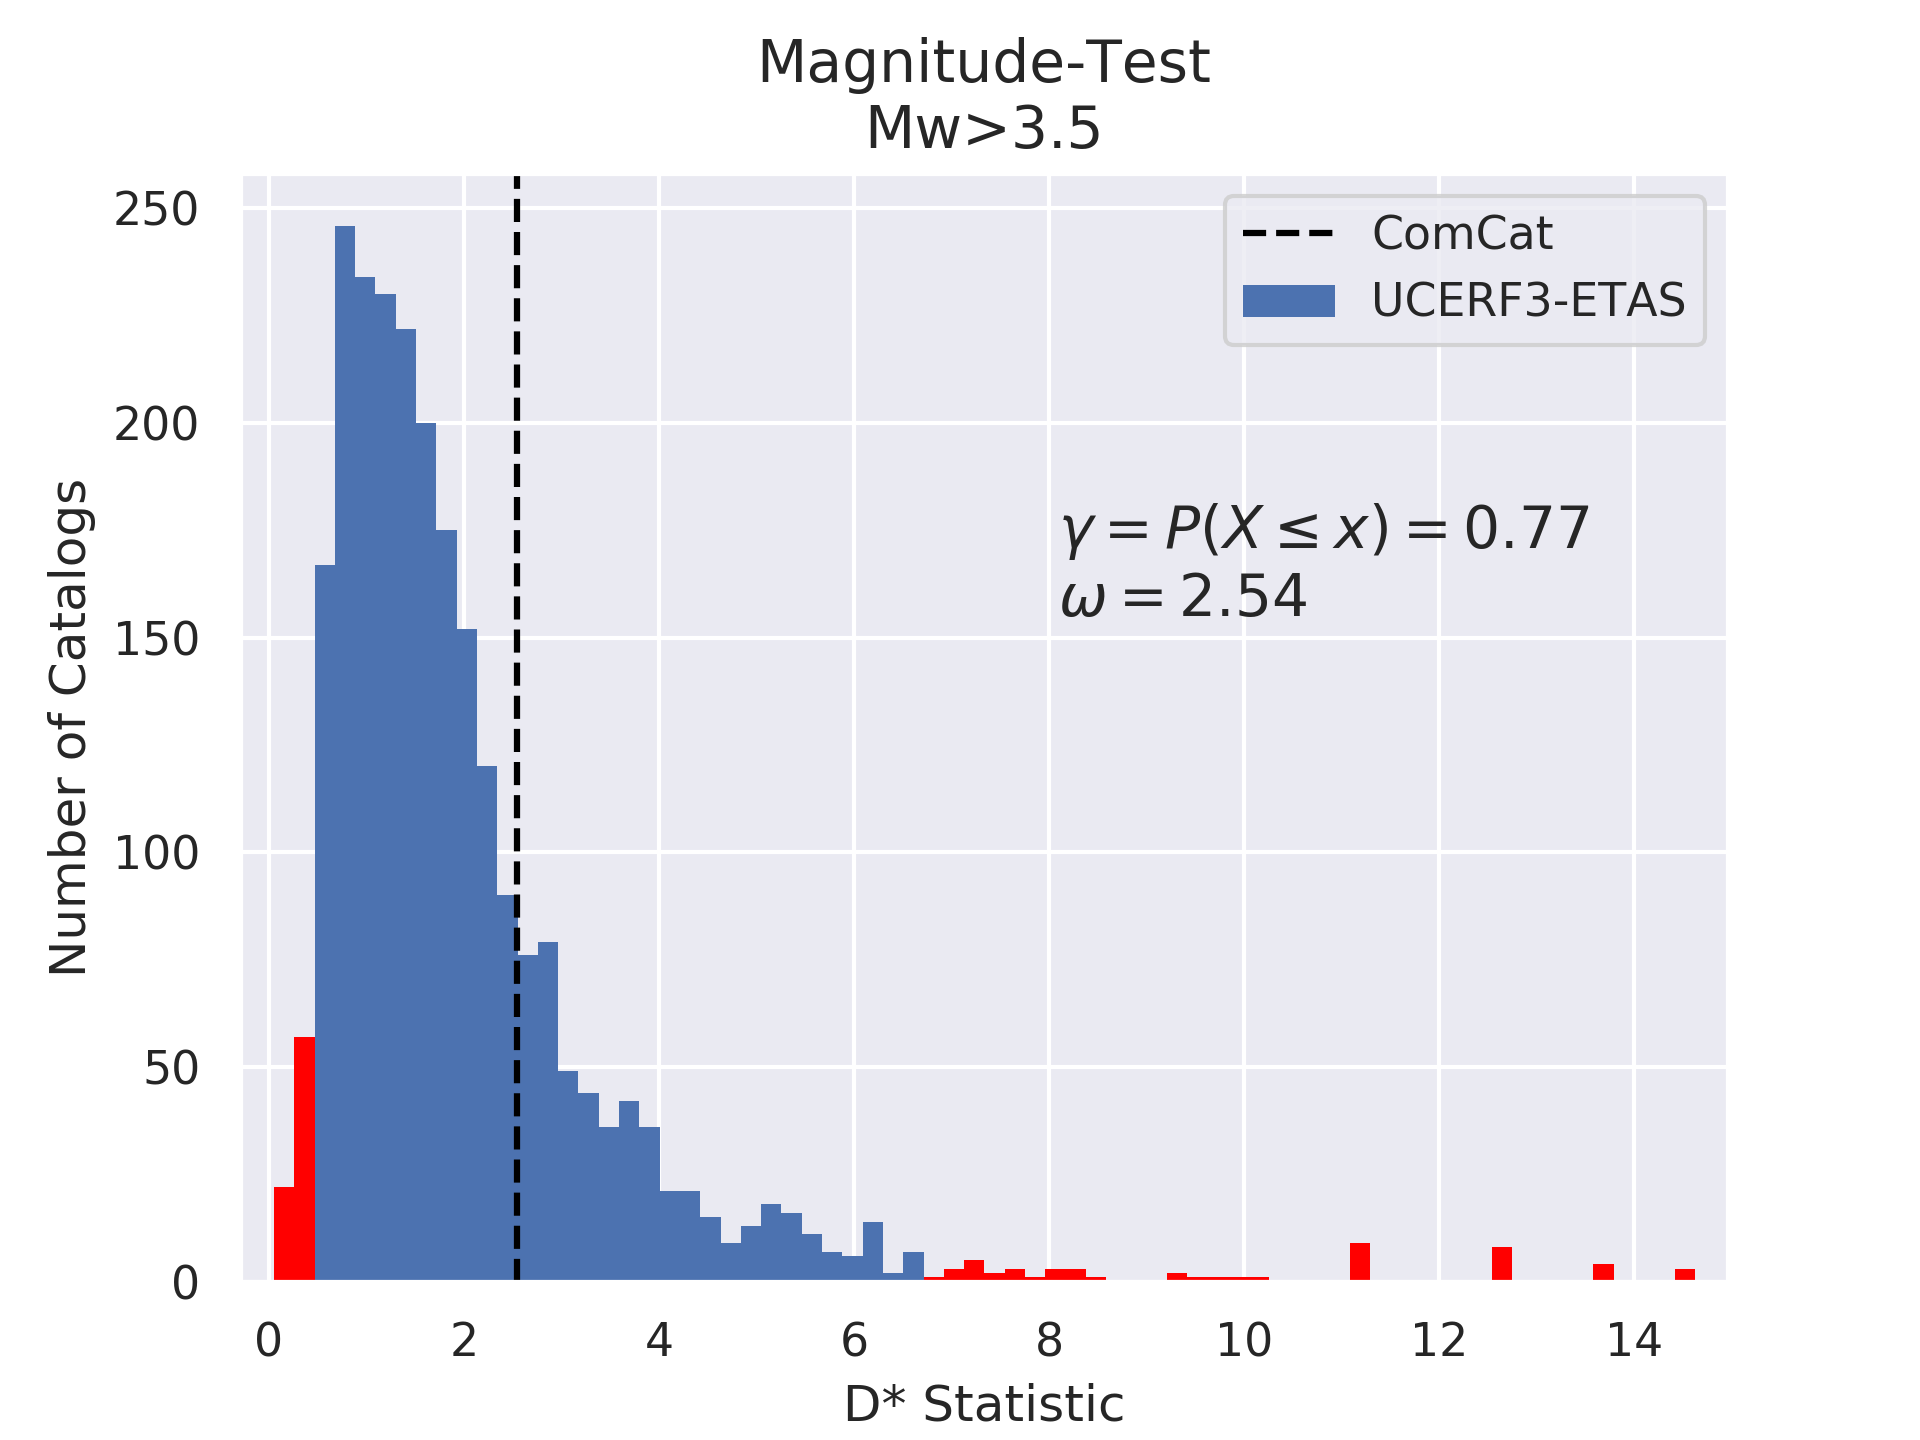 Magnitude-Test
Mw>3.5
ComCat
UCERF3-ETAS
γ = P(X ≤ x) = 0.77
ω = 2.54
Number of Catalogs
250
200
150
100
50
0
0 2 4 6 8 10 12 14
D* Statistic